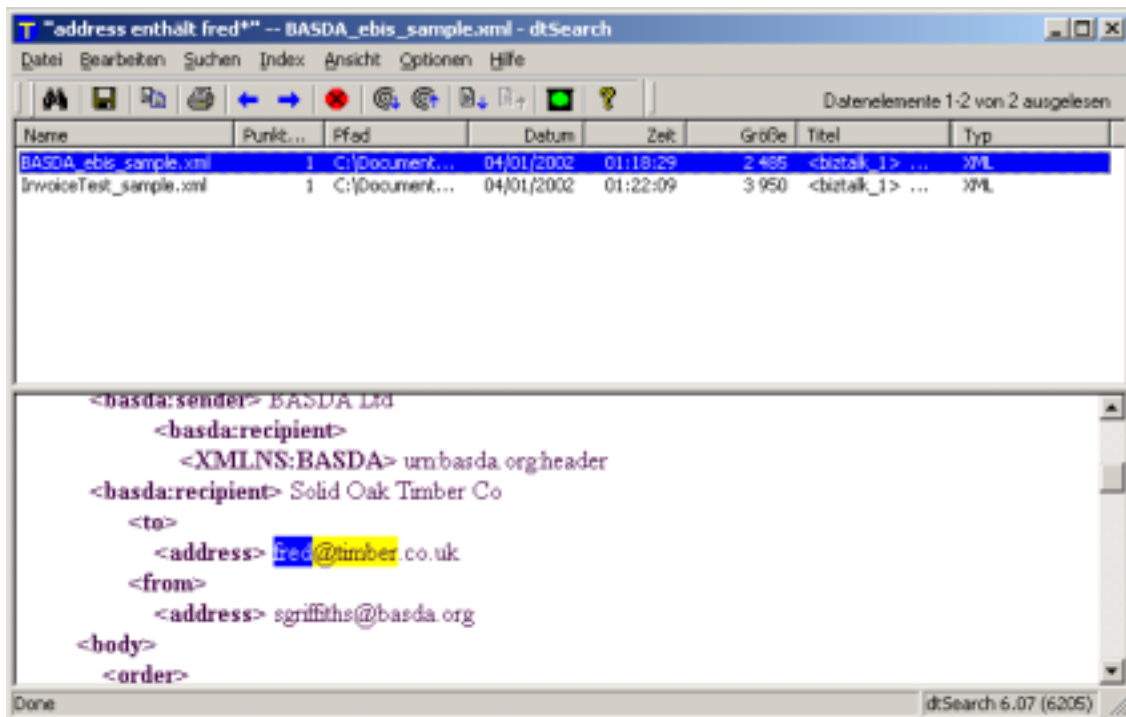 "address enthält fred*" -- BASDA_ebis_sample.xml - dtSearch
Datei Bearbeiten Suchen Index Ansicht Optionen Hilfe
Datenelemente 1-2 von 2 ausgelesen
Name Punkt... Pfad Datum Zeit Größe Titel Typ
BASDA_ebis_sample.xml 1 C:\Document... 04/01/2002 01:18:29 2 485 <biztalk_1> ... XML
InvoiceTest_sample.xml 1 C:\Document... 04/01/2002 01:22:09 3 950 <biztalk_1> ... XML
<basda:sender> BASDA Ltd
<basda:recipient>
<XMLNS:BASDA> urn:basda.org:header
<basda:recipient> Solid Oak Timber Co
<to>
<address> fred@timber.co.uk
<from>
<address> sgriffiths@basda.org
<body>
<order>
Done dtSearch 6.07 (6205)